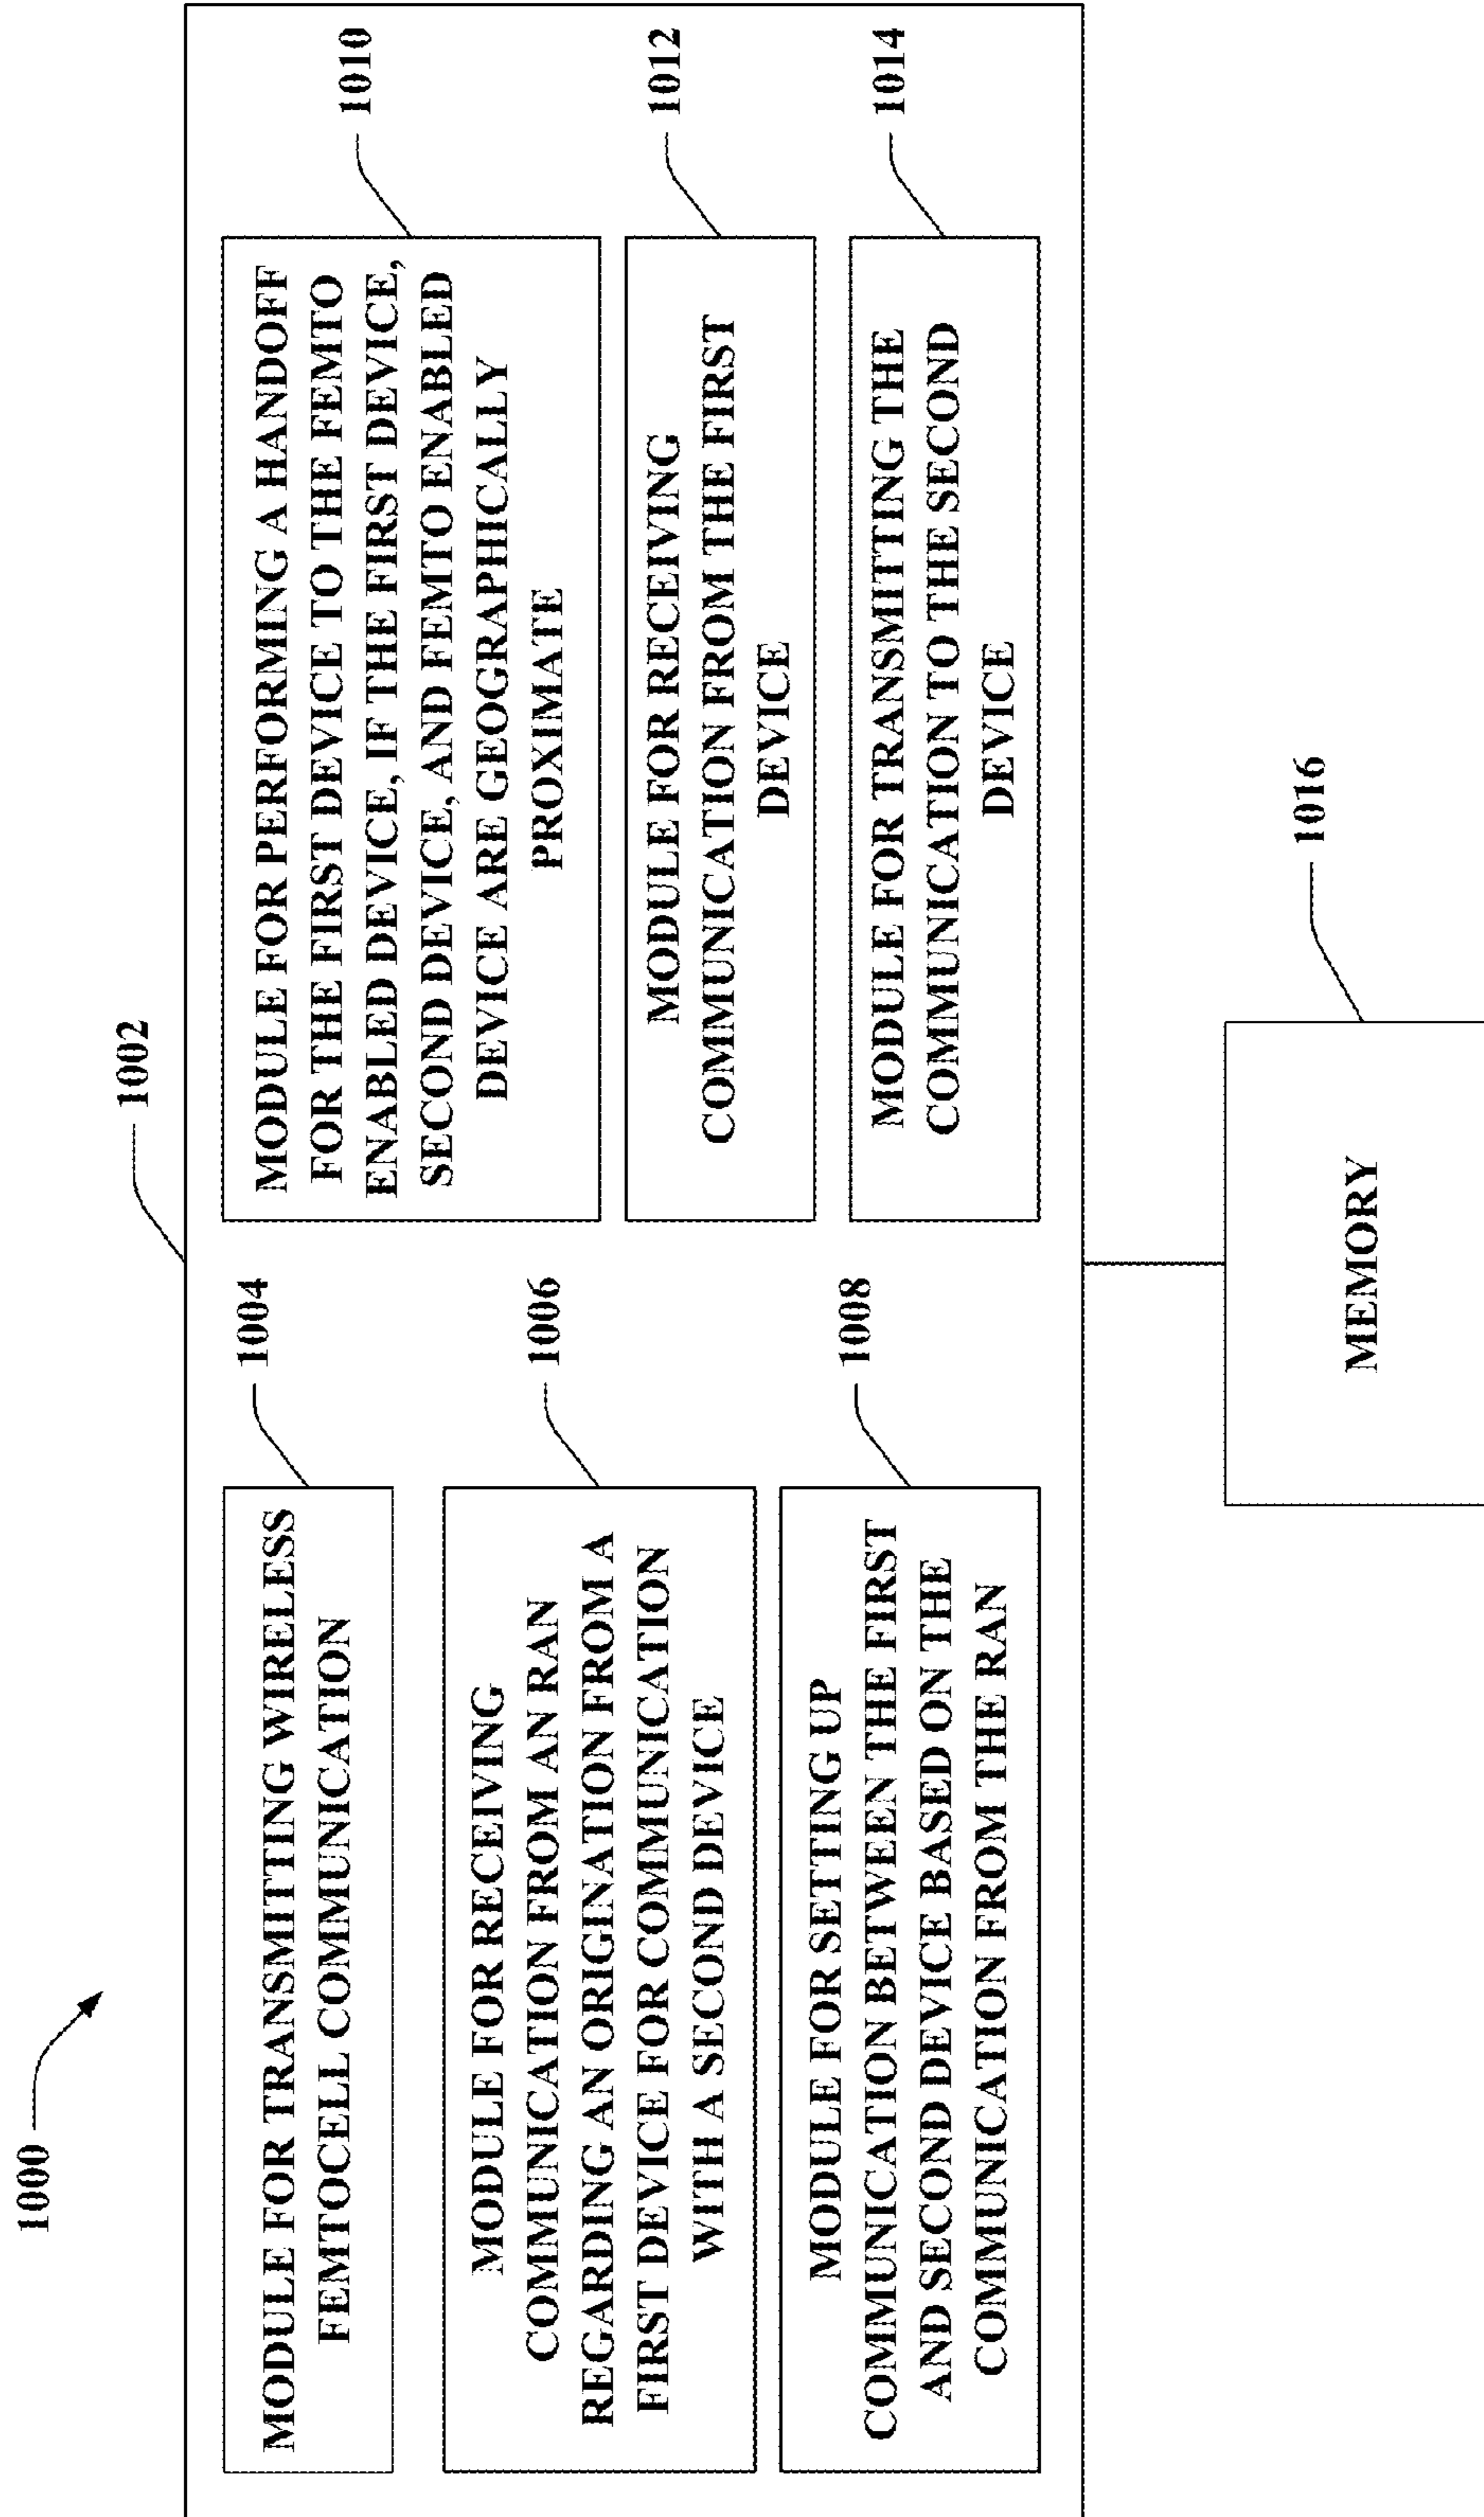 1000
1002
MODULE FOR TRANSMITTING WIRELESS
FEMTOCELL COMMUNICATION
1004
MODULE FOR RECEIVING
COMMUNICATION FROM AN RAN
REGARDING AN ORIGINATION FROM A
FIRST DEVICE FOR COMMUNICATION
WITH A SECOND DEVICE
1006
MODULE FOR SETTING UP
COMMUNICATION BETWEEN THE FIRST
AND SECOND DEVICE BASED ON THE
COMMUNICATION FROM THE RAN
1008
MODULE FOR PERFORMING A HANDOFF
FOR THE FIRST DEVICE TO THE FEMTO
ENABLED DEVICE, IF THE FIRST DEVICE,
SECOND DEVICE, AND FEMTO ENABLED
DEVICE ARE GEOGRAPHICALLY
PROXIMATE
1010
MODULE FOR RECEIVING
COMMUNICATION FROM THE FIRST
DEVICE
1012
MODULE FOR TRANSMITTING THE
COMMUNICATION TO THE SECOND
DEVICE
1014
MEMORY
1016